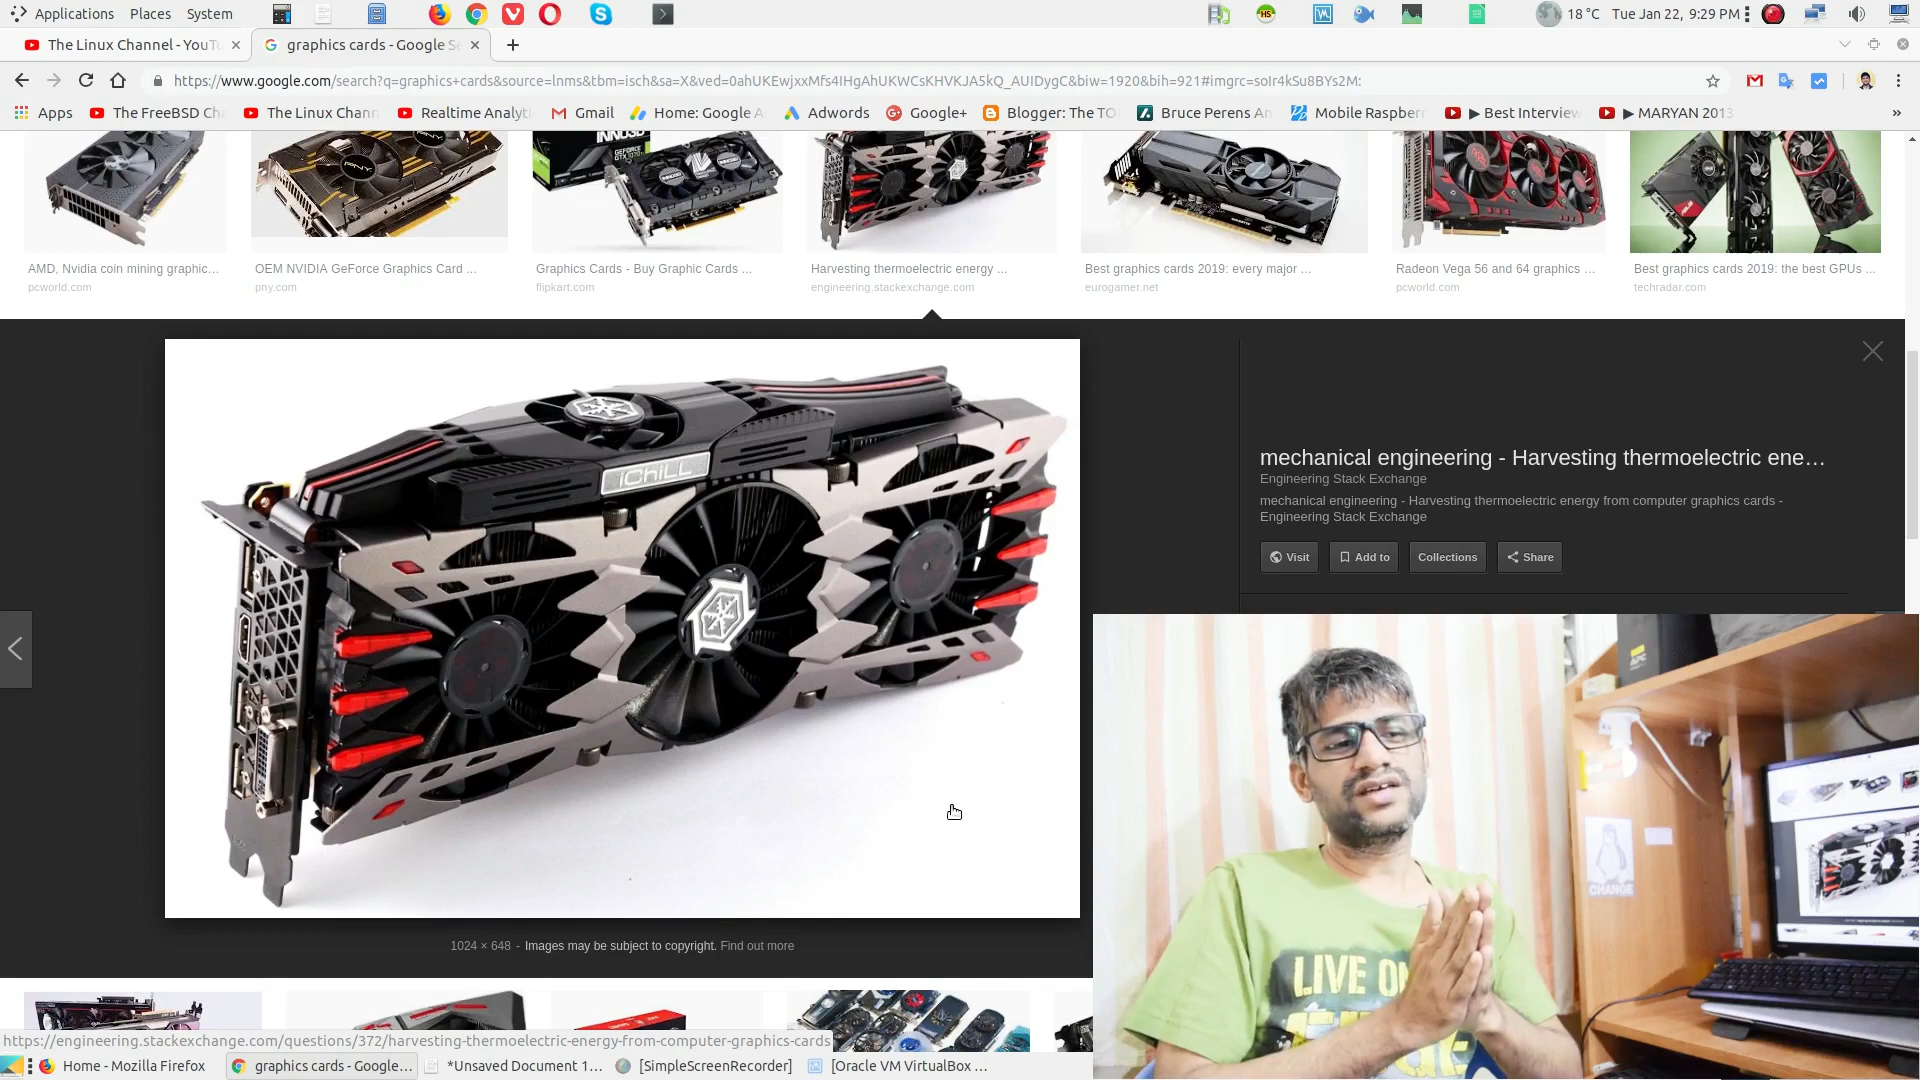 Applications Places System
18 °C Tue Jan 22, 9:29 PM
The Linux Channel - YouTu
graphics cards - Google Se
https://www.google.com/search?q=graphics+cards&source=lnms&tbm=isch&sa=X&ved=0ahUKEwjxxMfs4IHgAhUKWCsKHVKJA5kQ_AUIDygC&biw=1920&bih=921#imgrc=soIr4kSu8BYs2M:
Apps The FreeBSD Ch The Linux Chann Realtime Analyti Gmail Home: Google A Adwords Google+ Blogger: The TO Bruce Perens An Mobile Raspberr ▶ Best Interview ▶ MARYAN 2013 »
AMD, Nvidia coin mining graphic...
pcworld.com
OEM NVIDIA GeForce Graphics Card ...
pny.com
Graphics Cards - Buy Graphic Cards ...
flipkart.com
Harvesting thermoelectric energy ...
engineering.stackexchange.com
Best graphics cards 2019: every major ...
eurogamer.net
Radeon Vega 56 and 64 graphics ...
pcworld.com
Best graphics cards 2019: the best GPUs ...
techradar.com
iCHiLL
mechanical engineering - Harvesting thermoelectric ene...
Engineering Stack Exchange
mechanical engineering - Harvesting thermoelectric energy from computer graphics cards -
Engineering Stack Exchange
Visit Add to Collections Share
APC
CHANGE
LIVE ON
1024 × 648 - Images may be subject to copyright. Find out more
https://engineering.stackexchange.com/questions/372/harvesting-thermoelectric-energy-from-computer-graphics-cards
Home - Mozilla Firefox graphics cards - Google... *Unsaved Document 1... [SimpleScreenRecorder] [Oracle VM VirtualBox ...